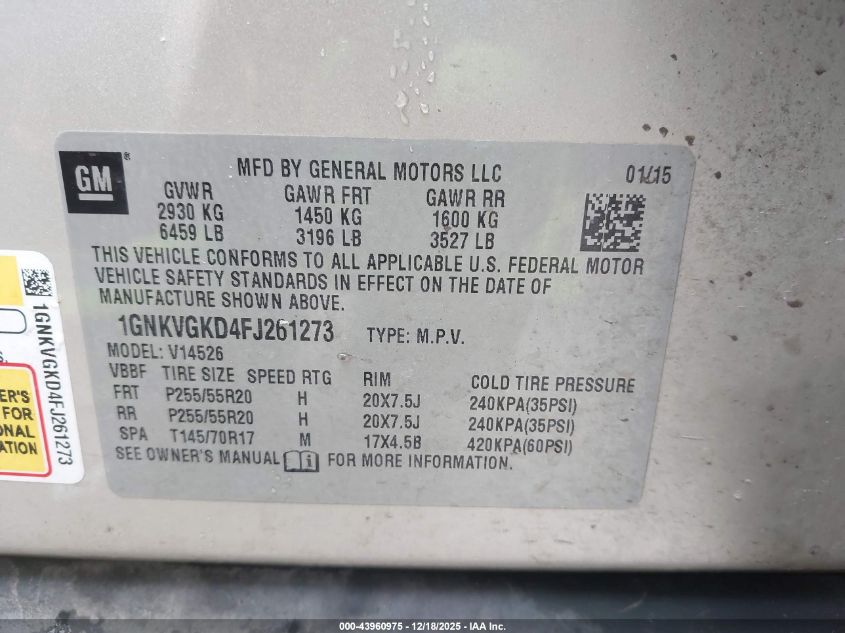 GM®
MFD BY GENERAL MOTORS LLC 01/15
GVWR GAWR FRT GAWR RR
2930 KG 1450 KG 1600 KG
6459 LB 3196 LB 3527 LB
THIS VEHICLE CONFORMS TO ALL APPLICABLE U.S. FEDERAL MOTOR
VEHICLE SAFETY STANDARDS IN EFFECT ON THE DATE OF
MANUFACTURE SHOWN ABOVE.
1GNKVGKD4FJ261273 TYPE: M.P.V.
MODEL: V14526
VBBF TIRE SIZE SPEED RTG RIM COLD TIRE PRESSURE
FRT P255/55R20 H 20X7.5J 240KPA(35PSI)
RR P255/55R20 H 20X7.5J 240KPA(35PSI)
SPA T145/70R17 M 17X4.5B 420KPA(60PSI)
SEE OWNER'S MANUAL FOR MORE INFORMATION.
1GNKVGKD4FJ261273
ER'S
FOR
ONAL
ATION
000-43960975 - 12/18/2025 - IAA Inc.